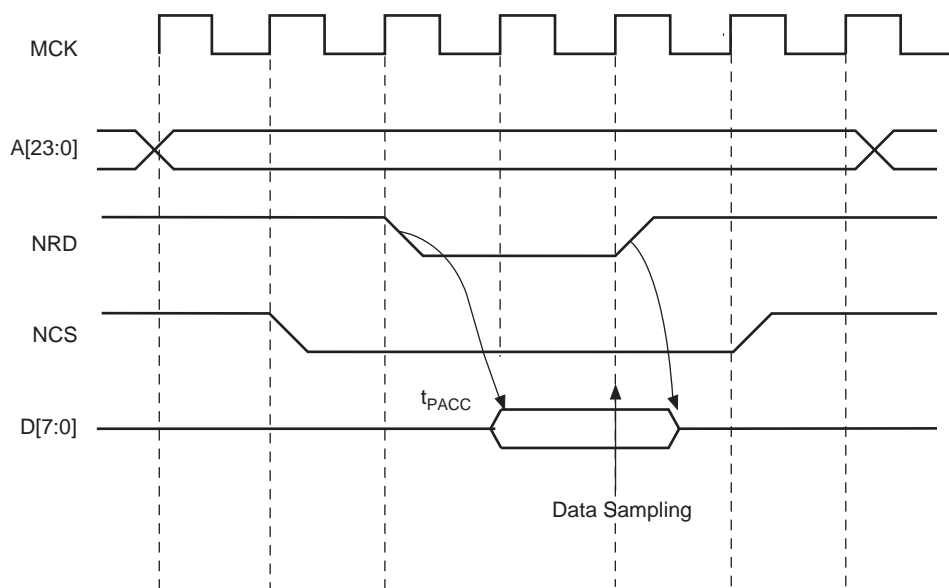 MCK
A[23:0]
NRD
NCS
tPACC
D[7:0]
Data Sampling